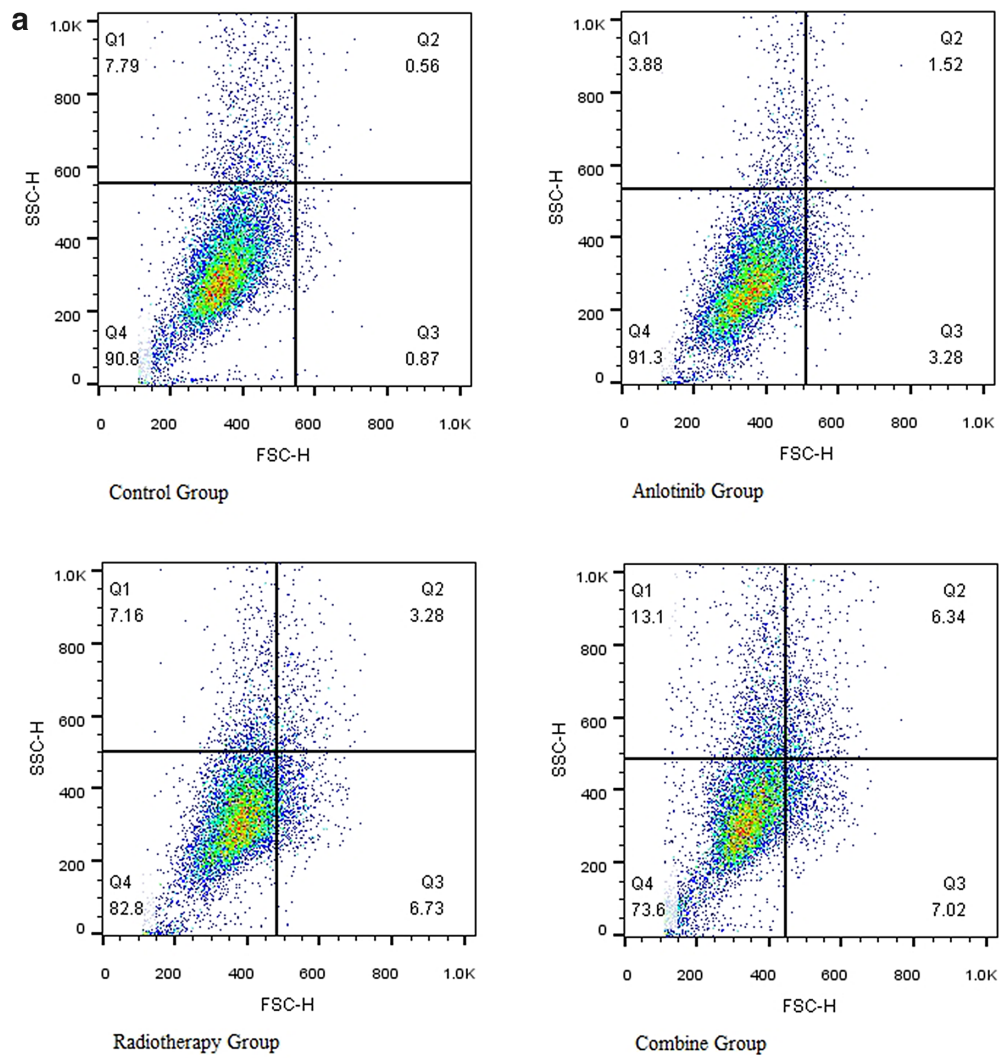 a
1.0K
800
600
400
200
0
SSC-H
Q1
7.79
Q2
0.56
Q4
90.8
Q3
0.87
0 200 400 600 800 1.0K
FSC-H
Control Group
1.0K
800
600
400
200
0
SSC-H
Q1
3.88
Q2
1.52
Q4
91.3
Q3
3.28
0 200 400 600 800 1.0K
FSC-H
Anlotinib Group
1.0K
800
600
400
200
0
SSC-H
Q1
7.16
Q2
3.28
Q4
82.8
Q3
6.73
0 200 400 600 800 1.0K
FSC-H
Radiotherapy Group
1.0K
800
600
400
200
0
SSC-H
Q1
13.1
Q2
6.34
Q4
73.6
Q3
7.02
0 200 400 600 800 1.0K
FSC-H
Combine Group